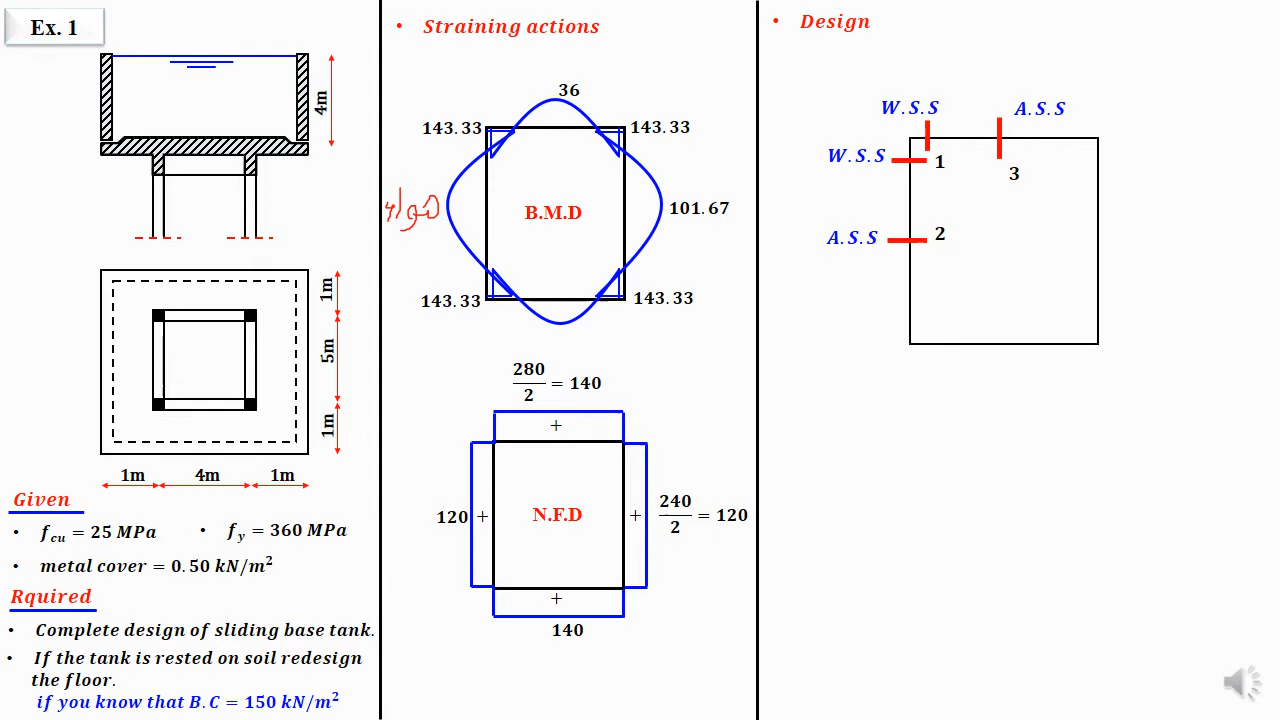 Ex. 1
4m
1m
5m
1m
1m 4m 1m
Given
• f_cu = 25 MPa • f_y = 360 MPa
• metal cover = 0.50 kN/m²
Rquired
• Complete design of sliding base tank.
• If the tank is rested on soil redesign
the floor.
if you know that B.C = 150 kN/m²
• Straining actions
36
143.33 143.33
هواء
B.M.D
101.67
143.33 143.33
280/2 = 140
+
120 + N.F.D + 240/2 = 120
+
140
• Design
W.S.S A.S.S
W.S.S 1
3
A.S.S 2